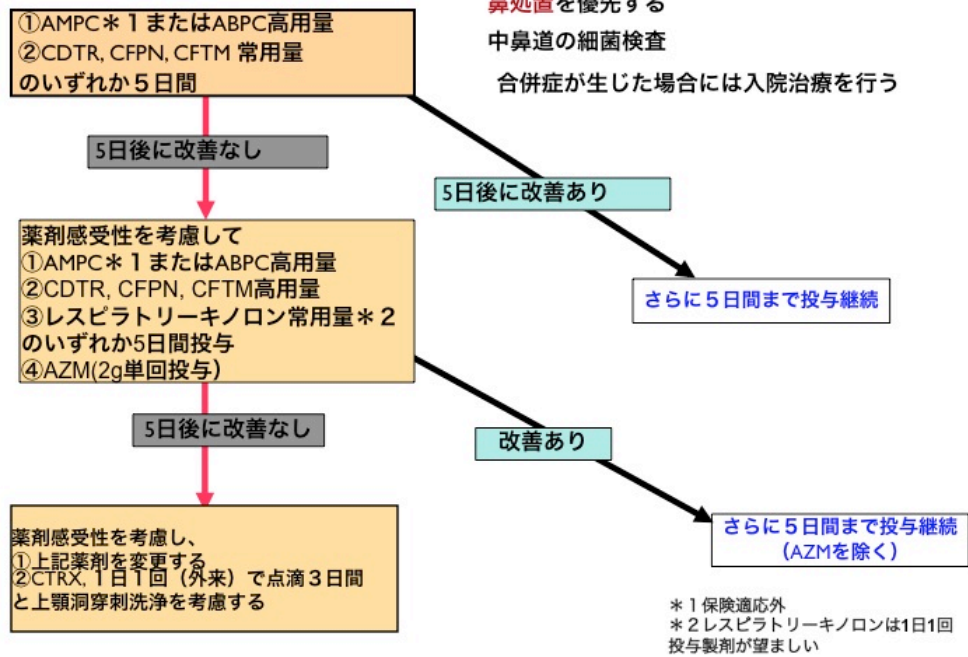 鼻処置を優先する
中鼻道の細菌検査
合併症が生じた場合には入院治療を行う
①AMPC＊１またはABPC高用量
②CDTR, CFPN, CFTM 常用量
のいずれか５日間
5日後に改善なし
5日後に改善あり
さらに５日間まで投与継続
薬剤感受性を考慮して
①AMPC＊１またはABPC高用量
②CDTR, CFPN, CFTM高用量
③レスピラトリーキノロン常用量＊２
のいずれか5日間投与
④AZM(2g単回投与）
5日後に改善なし
改善あり
さらに５日間まで投与継続
（AZMを除く）
薬剤感受性を考慮し、
①上記薬剤を変更する
②CTRX, １日１回（外来）で点滴３日間
と上顎洞穿刺洗浄を考慮する
＊１保険適応外
＊２レスピラトリーキノロンは1日1回
投与製剤が望ましい